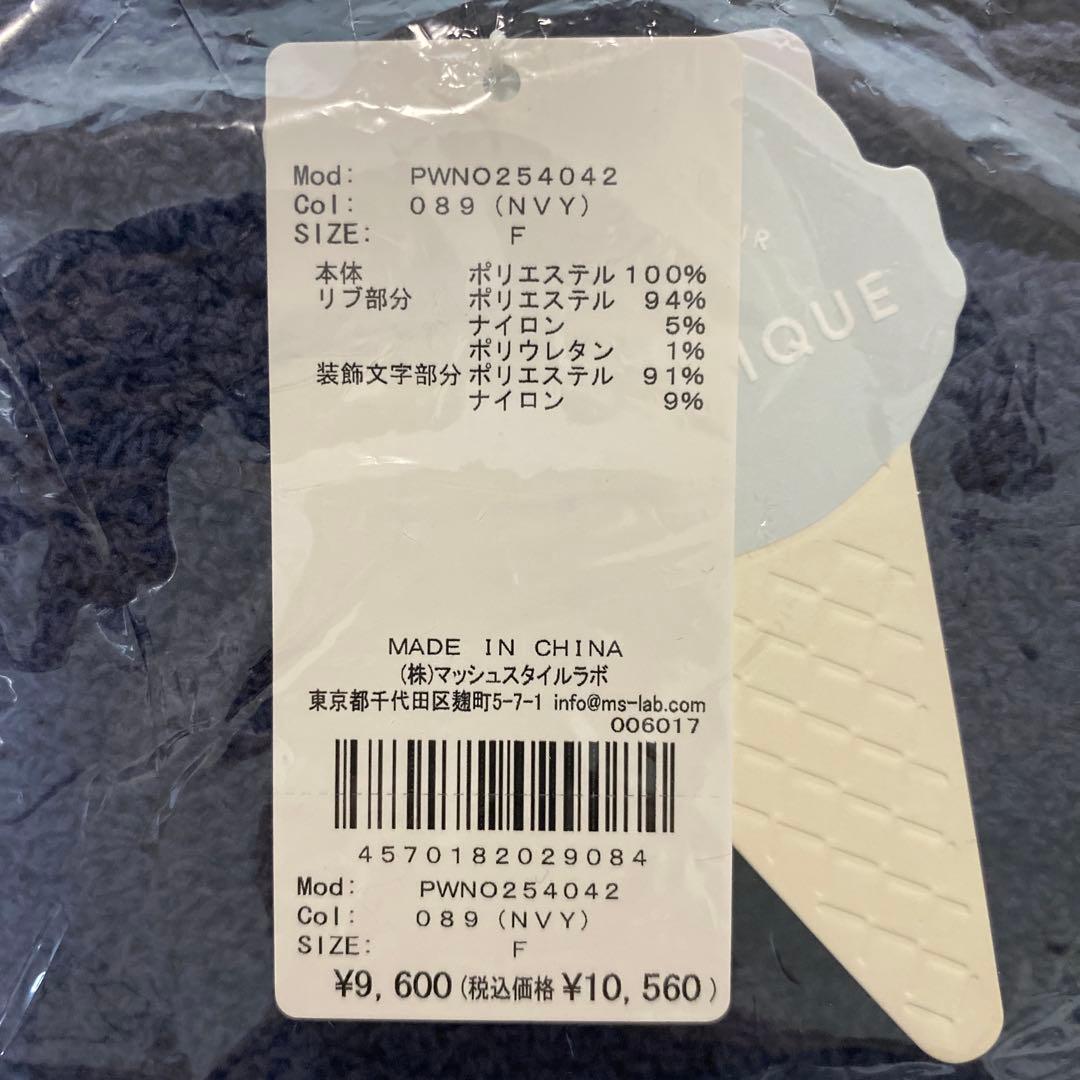 Mod: PWNO254042
Col: 089(NVY)
SIZE: F
本体 ポリエステル 100%
リブ部分 ポリエステル 94%
ナイロン 5%
ポリウレタン 1%
装飾文字部分 ポリエステル 91%
ナイロン 9%
MADE IN CHINA
(株)マッシュスタイルラボ
東京都千代田区麹町5-7-1 info@ms-lab.com
006017
4570182029084
Mod: PWNO254042
Col: 089(NVY)
SIZE: F
¥9,600(税込価格¥10,560)
UR
IQUE